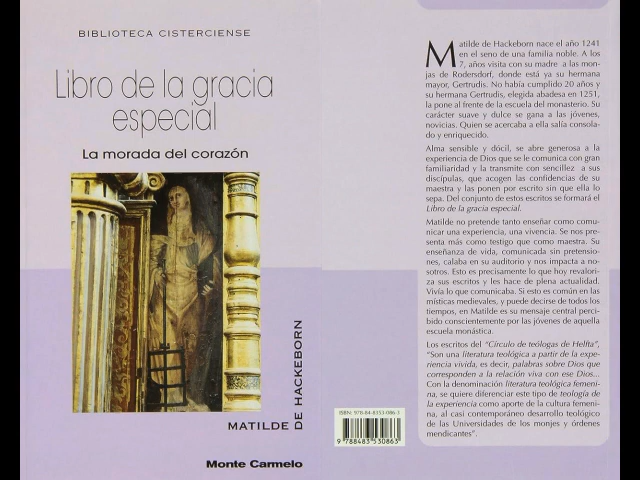 BIBLIOTECA CISTERCIENSE
Libro de la gracia
especial
La morada del corazón
MATILDE
DE HACKEBORN
Monte Carmelo
Matilde de Hackeborn nace el año 1241
en el seno de una familia noble. A los
7, años visita con su madre a las mon-
jas de Rodersdorf, donde está ya su hermana
mayor, Gertrudis. No había cumplido 20 años y
su hermana Gertrudis, elegida abadesa en 1251,
la pone al frente de la escuela del monasterio. Su
carácter suave y dulce se gana a las jóvenes,
novicias. Quien se acercaba a ella salía consola-
do y enriquecido.
Alma sensible y dócil, se abre generosa a la
experiencia de Dios que se le comunica con gran
familiaridad y la transmite con sencillez a sus
discípulas, que acogen las confidencias de su
maestra y las ponen por escrito sin que ella lo
sepa. Del conjunto de estos escritos se formará el
Libro de la gracia especial.
Matilde no pretende tanto enseñar como comu-
nicar una experiencia, una vivencia. Se nos pre-
senta más como testigo que como maestra. Su
enseñanza de vida, comunicada sin pretensio-
nes, calaba en su auditorio y nos impacta a no-
sotros. Esto es precisamente lo que hoy revalori-
za sus escritos y les hace de plena actualidad.
Vivía lo que comunicaba. Si esto es común en las
místicas medievales, y puede decirse de todos los
tiempos, en Matilde es su mensaje central perci-
bido conscientemente por las jóvenes de aquella
escuela monástica.
Los escritos del “Círculo de teólogas de Helfta”,
“Son una literatura teológica a partir de la expe-
riencia vivida, es decir, palabras sobre Dios que
corresponden a la relación viva con ese Dios...
Con la denominación literatura teológica femeni-
na, se quiere diferenciar este tipo de teología de
la experiencia como aporte de la cultura femeni-
na, al casi contemporáneo desarrollo teológico
de las Universidades de los monjes y órdenes
mendicantes”.
ISBN: 978-84-8353-086-3
9 788483 530863